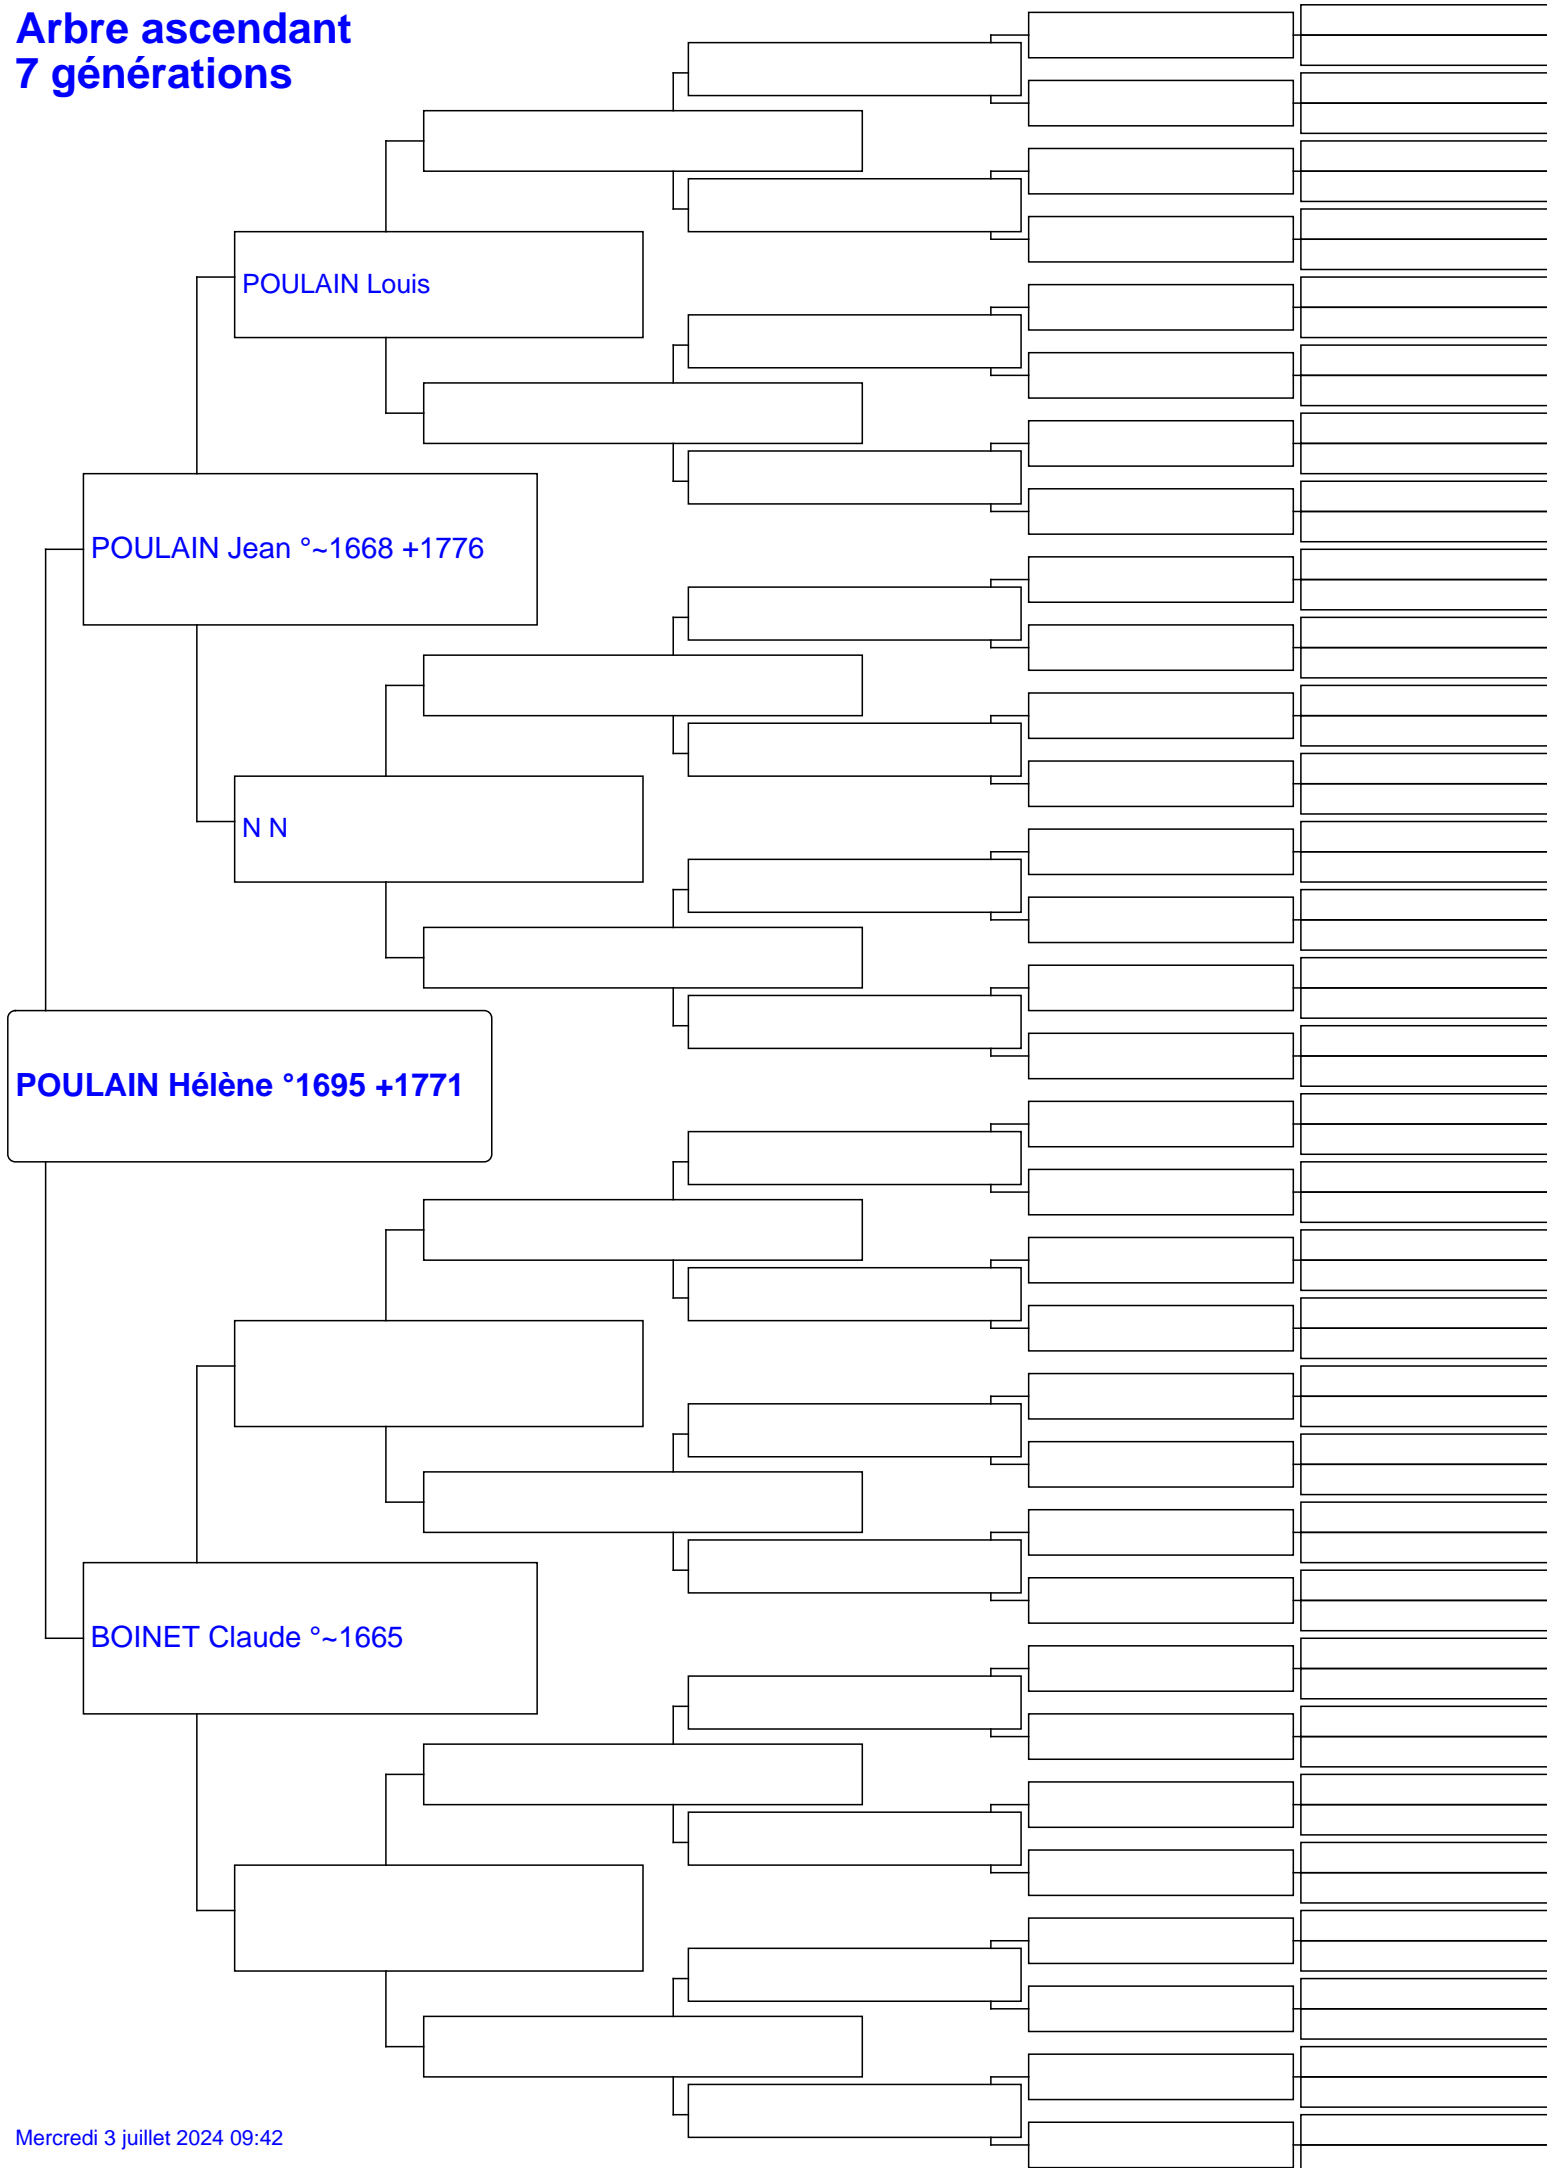 Arbre ascendant
7 générations
POULAIN Louis
POULAIN Jean °~1668 +1776
N N
POULAIN Hélène °1695 +1771
BOINET Claude °~1665
Mercredi 3 juillet 2024 09:42